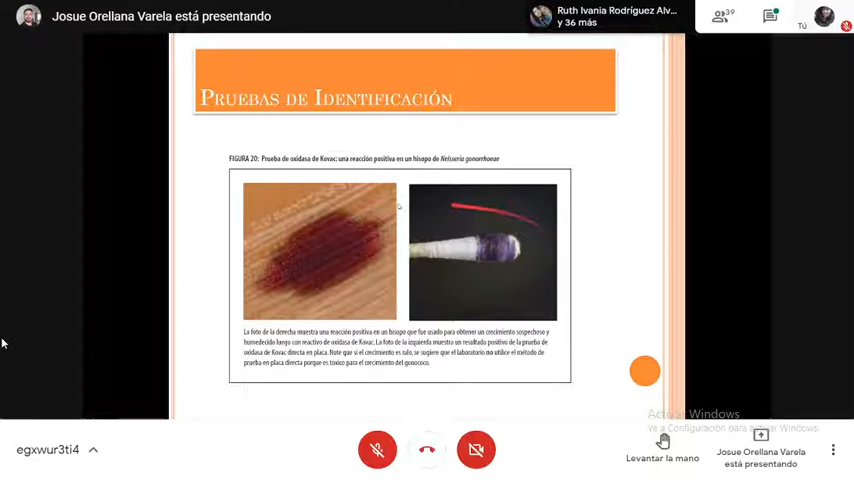 Josue Orellana Varela está presentando
Ruth Ivania Rodríguez Alv...
y 36 más
39
Tú
PRUEBAS DE IDENTIFICACIÓN
FIGURA 20: Prueba de oxidasa de Kovac: una reacción positiva en un hisopo de Neisseria gonorrhoeae
La foto de la derecha muestra una reacción positiva en un hisopo que fue usado para obtener un crecimiento sospechoso y
humedecido luego con reactivo de oxidasa de Kovac. La foto de la izquierda muestra un resultado positivo de la prueba de
oxidasa de Kovac directa en placa. Note que si el crecimiento es ralo, se sugiere que el laboratorio no utilice el método de
prueba en placa directa porque es tóxico para el crecimiento del gonococo.
Activar Windows
Ve a Configuración para activar Windows.
egxwur3ti4
Levantar la mano
Josue Orellana Varela
está presentando